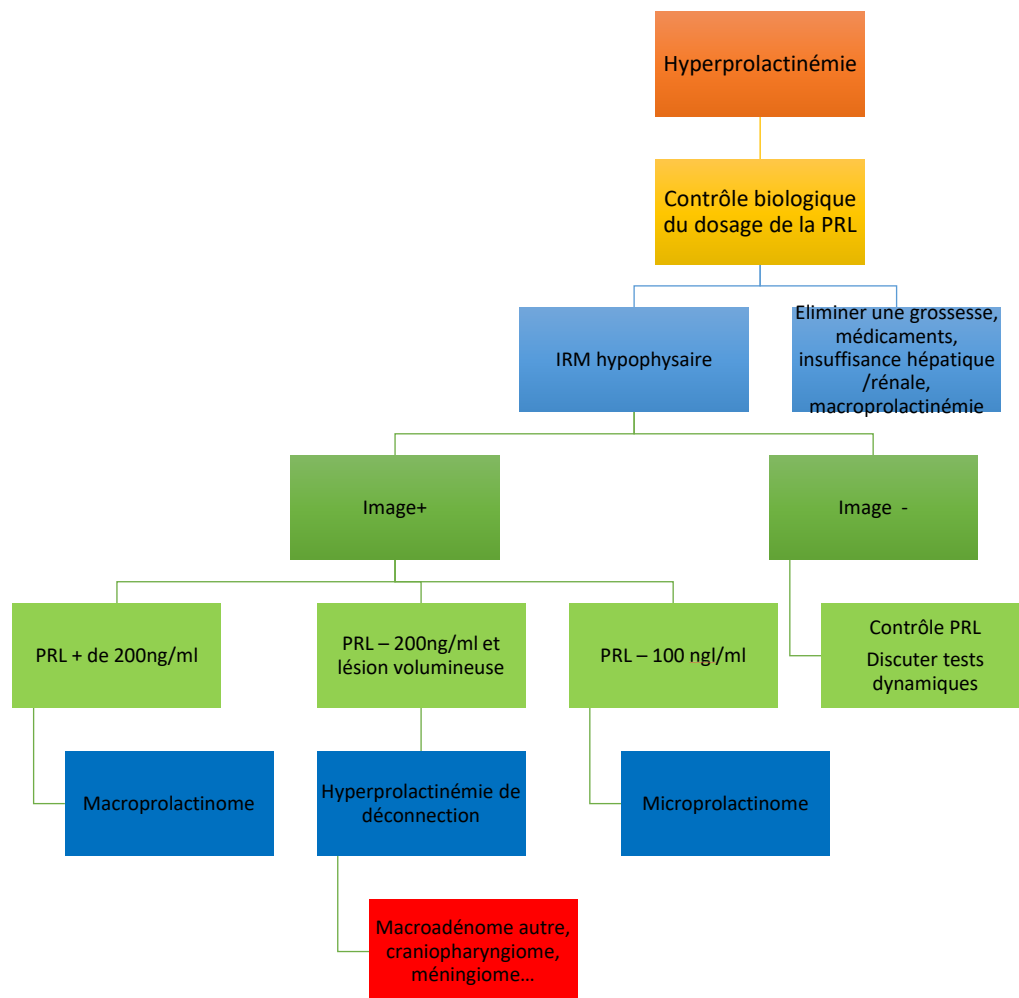 Hyperprolactinémie
Contrôle biologique
du dosage de la PRL
IRM hypophysaire
Eliminer une grossesse,
médicaments,
insuffisance hépatique
/rénale,
macroprolactinémie
Image+
Image -
PRL + de 200ng/ml
PRL – 200ng/ml et
lésion volumineuse
PRL – 100 ngl/ml
Contrôle PRL
Discuter tests
dynamiques
Macroprolactinome
Hyperprolactinémie de
déconnection
Microprolactinome
Macroadénome autre,
craniopharyngiome,
méningiome…